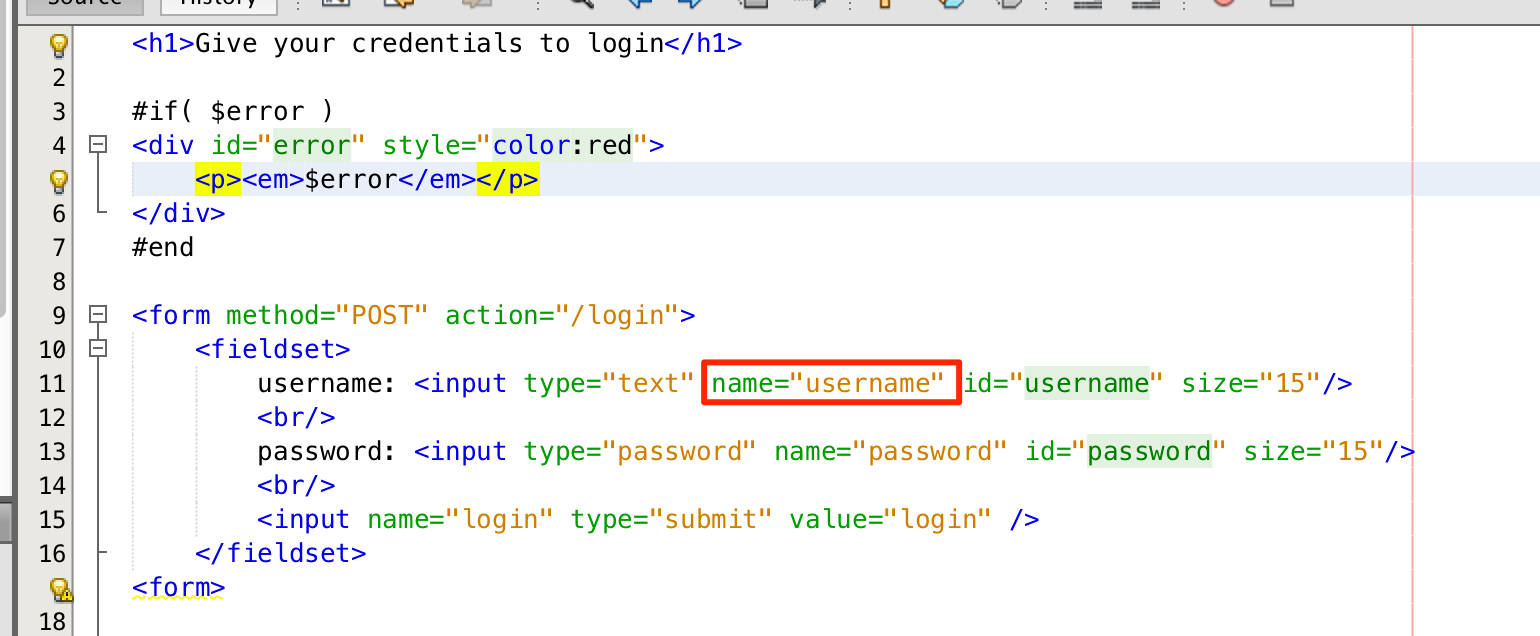 Source History
<h1>Give your credentials to login</h1>
2
3 #if( $error )
4 <div id="error" style="color:red">
<p><em>$error</em></p>
6 </div>
7 #end
8
9 <form method="POST" action="/login">
10 <fieldset>
11 username: <input type="text" name="username" id="username" size="15"/>
12 <br/>
13 password: <input type="password" name="password" id="password" size="15"/>
14 <br/>
15 <input name="login" type="submit" value="login" />
16 </fieldset>
<form>
18